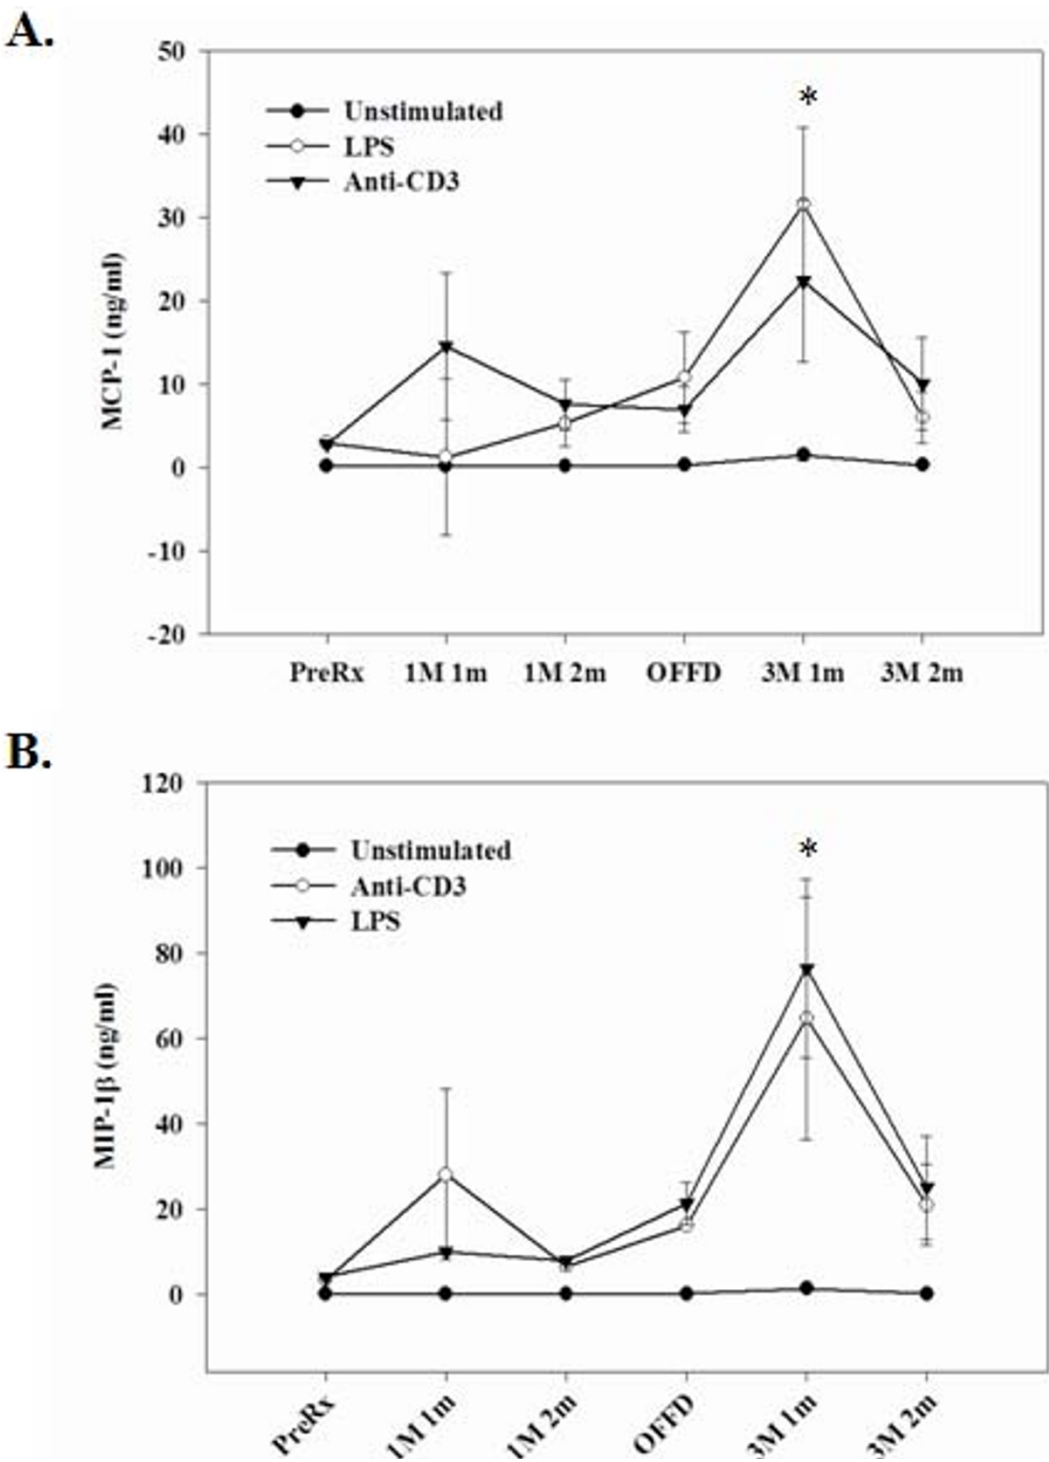 A.
50
40
30
20
10
0
-10
-20
MCP-1 (ng/ml)
Unstimulated
LPS
Anti-CD3
*
PreRx 1M 1m 1M 2m OFFD 3M 1m 3M 2m
B.
120
100
80
60
40
20
0
MIP-1β (ng/ml)
Unstimulated
Anti-CD3
LPS
*
PreRx 1M 1m 1M 2m OFFD 3M 1m 3M 2m